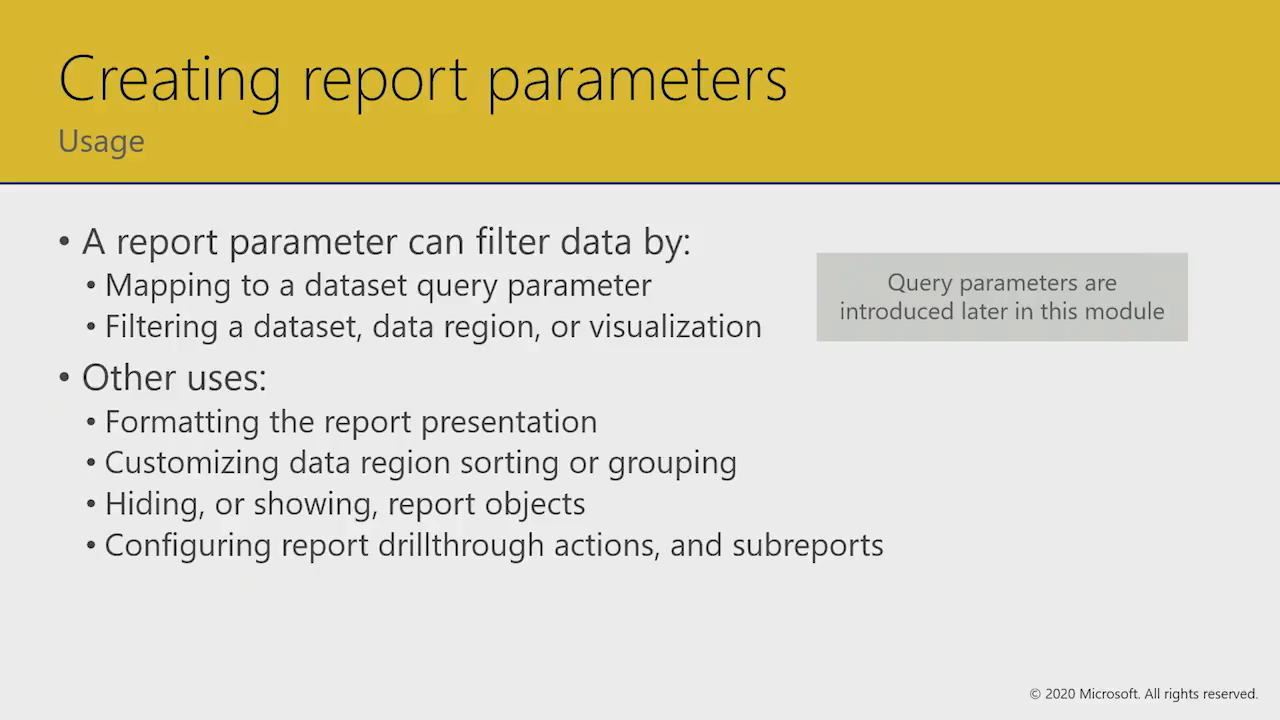 Creating report parameters
Usage
• A report parameter can filter data by:
• Mapping to a dataset query parameter
• Filtering a dataset, data region, or visualization
Query parameters are
introduced later in this module
• Other uses:
• Formatting the report presentation
• Customizing data region sorting or grouping
• Hiding, or showing, report objects
• Configuring report drillthrough actions, and subreports
© 2020 Microsoft. All rights reserved.